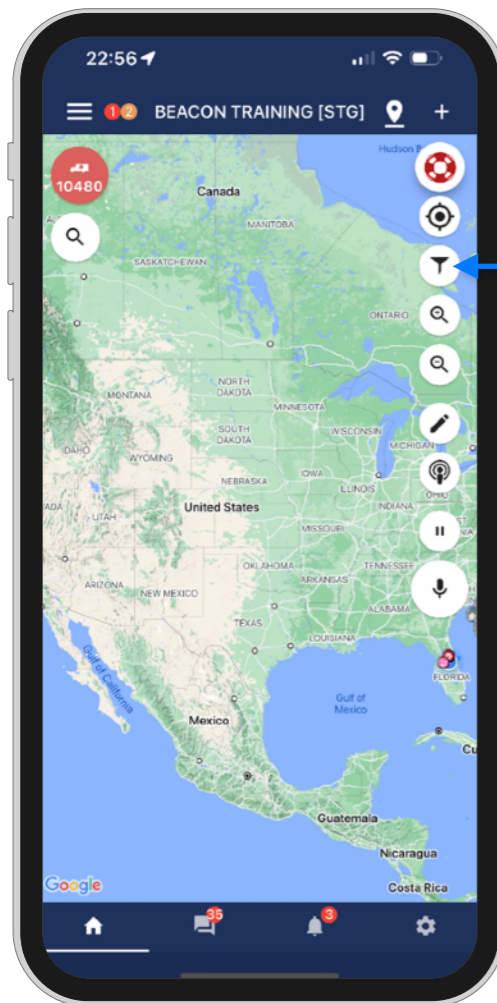 22:56
1 2 BEACON TRAINING [STG]
10480
Hudson B
Canada
MANITOBA
SASKATCHEWAN
ONTARIO
MONTANA
NORTH
DAKOTA
MINNESOTA
SOUTH
DAKOTA
WISCONSIN
MICHIGAN
IDAHO
WYOMING
IOWA
NEBRASKA
ILLINOIS
OHIO
INDIANA
UTAH
United States
MISSOURI
TENNESSEE
OKLAHOMA
ARKANSAS
ARIZONA
NEW MEXICO
ALABAMA
TEXAS
LOUISIANA
FLORIDA
Gulf of California
Gulf of
Mexico
Mexico
Cu
Guatemala
Nicaragua
Google
Costa Rica
35
3